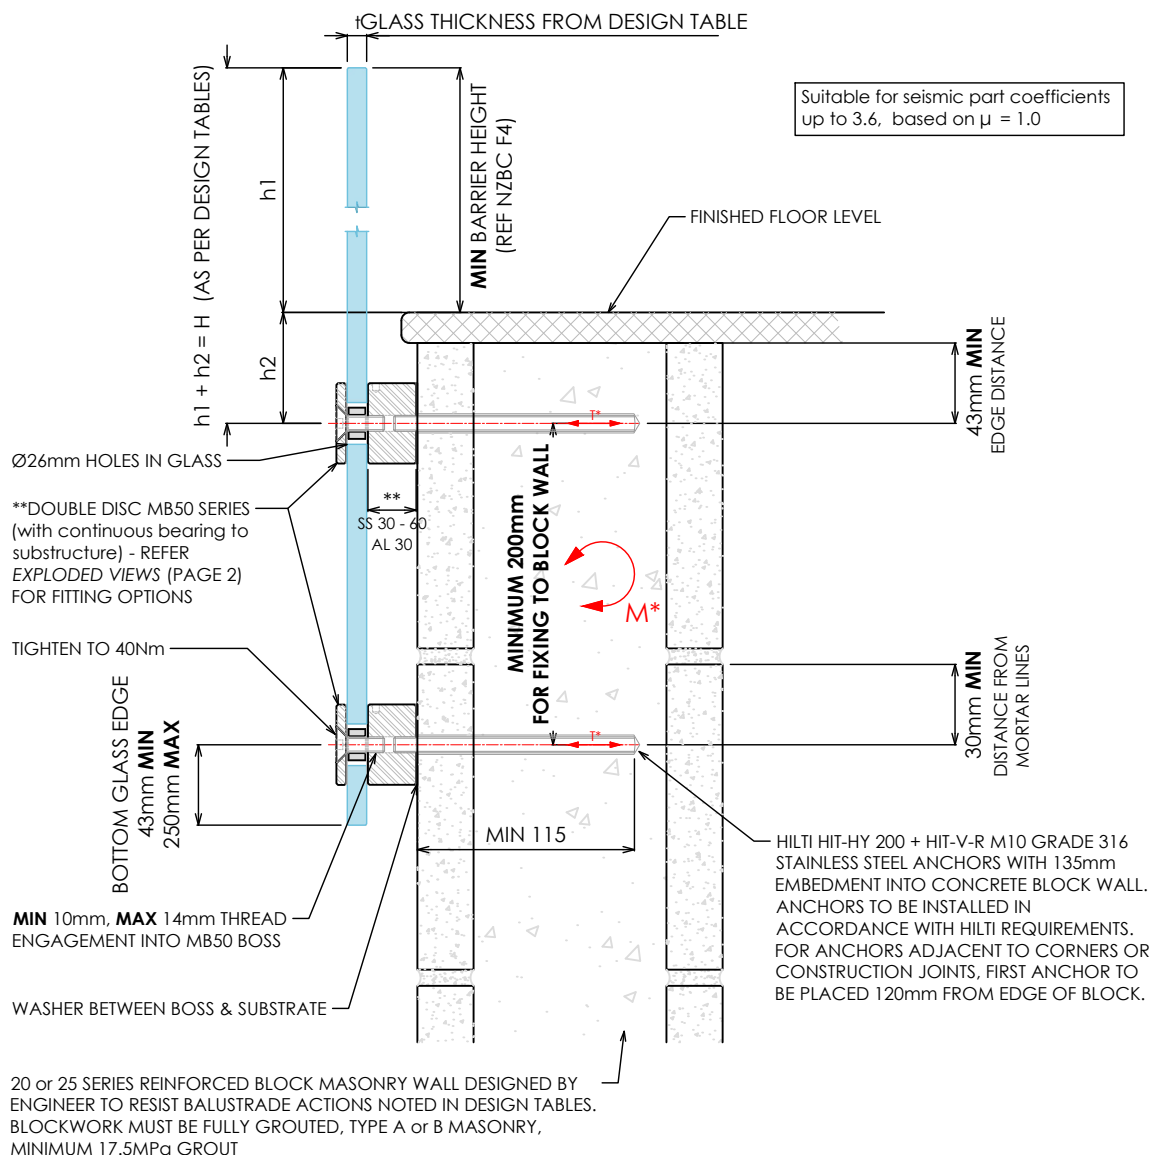 tGLASS THICKNESS FROM DESIGN TABLE
Suitable for seismic part coefficients
up to 3.6, based on μ = 1.0
h1 + h2 = H (AS PER DESIGN TABLES)
h1
h2
MIN BARRIER HEIGHT
(REF NZBC F4)
FINISHED FLOOR LEVEL
43mm MIN
EDGE DISTANCE
T*
Ø26mm HOLES IN GLASS
**DOUBLE DISC MB50 SERIES
(with continuous bearing to
substructure) - REFER
EXPLODED VIEWS (PAGE 2)
FOR FITTING OPTIONS
**
SS 30 - 60
AL 30
MINIMUM 200mm
FOR FIXING TO BLOCK WALL
M*
TIGHTEN TO 40Nm
BOTTOM GLASS EDGE
43mm MIN
250mm MAX
30mm MIN
DISTANCE FROM
MORTAR LINES
T*
MIN 115
HILTI HIT-HY 200 + HIT-V-R M10 GRADE 316
STAINLESS STEEL ANCHORS WITH 135mm
EMBEDMENT INTO CONCRETE BLOCK WALL.
ANCHORS TO BE INSTALLED IN
ACCORDANCE WITH HILTI REQUIREMENTS.
FOR ANCHORS ADJACENT TO CORNERS OR
CONSTRUCTION JOINTS, FIRST ANCHOR TO
BE PLACED 120mm FROM EDGE OF BLOCK.
MIN 10mm, MAX 14mm THREAD
ENGAGEMENT INTO MB50 BOSS
WASHER BETWEEN BOSS & SUBSTRATE
20 or 25 SERIES REINFORCED BLOCK MASONRY WALL DESIGNED BY
ENGINEER TO RESIST BALUSTRADE ACTIONS NOTED IN DESIGN TABLES.
BLOCKWORK MUST BE FULLY GROUTED, TYPE A or B MASONRY,
MINIMUM 17.5MPa GROUT